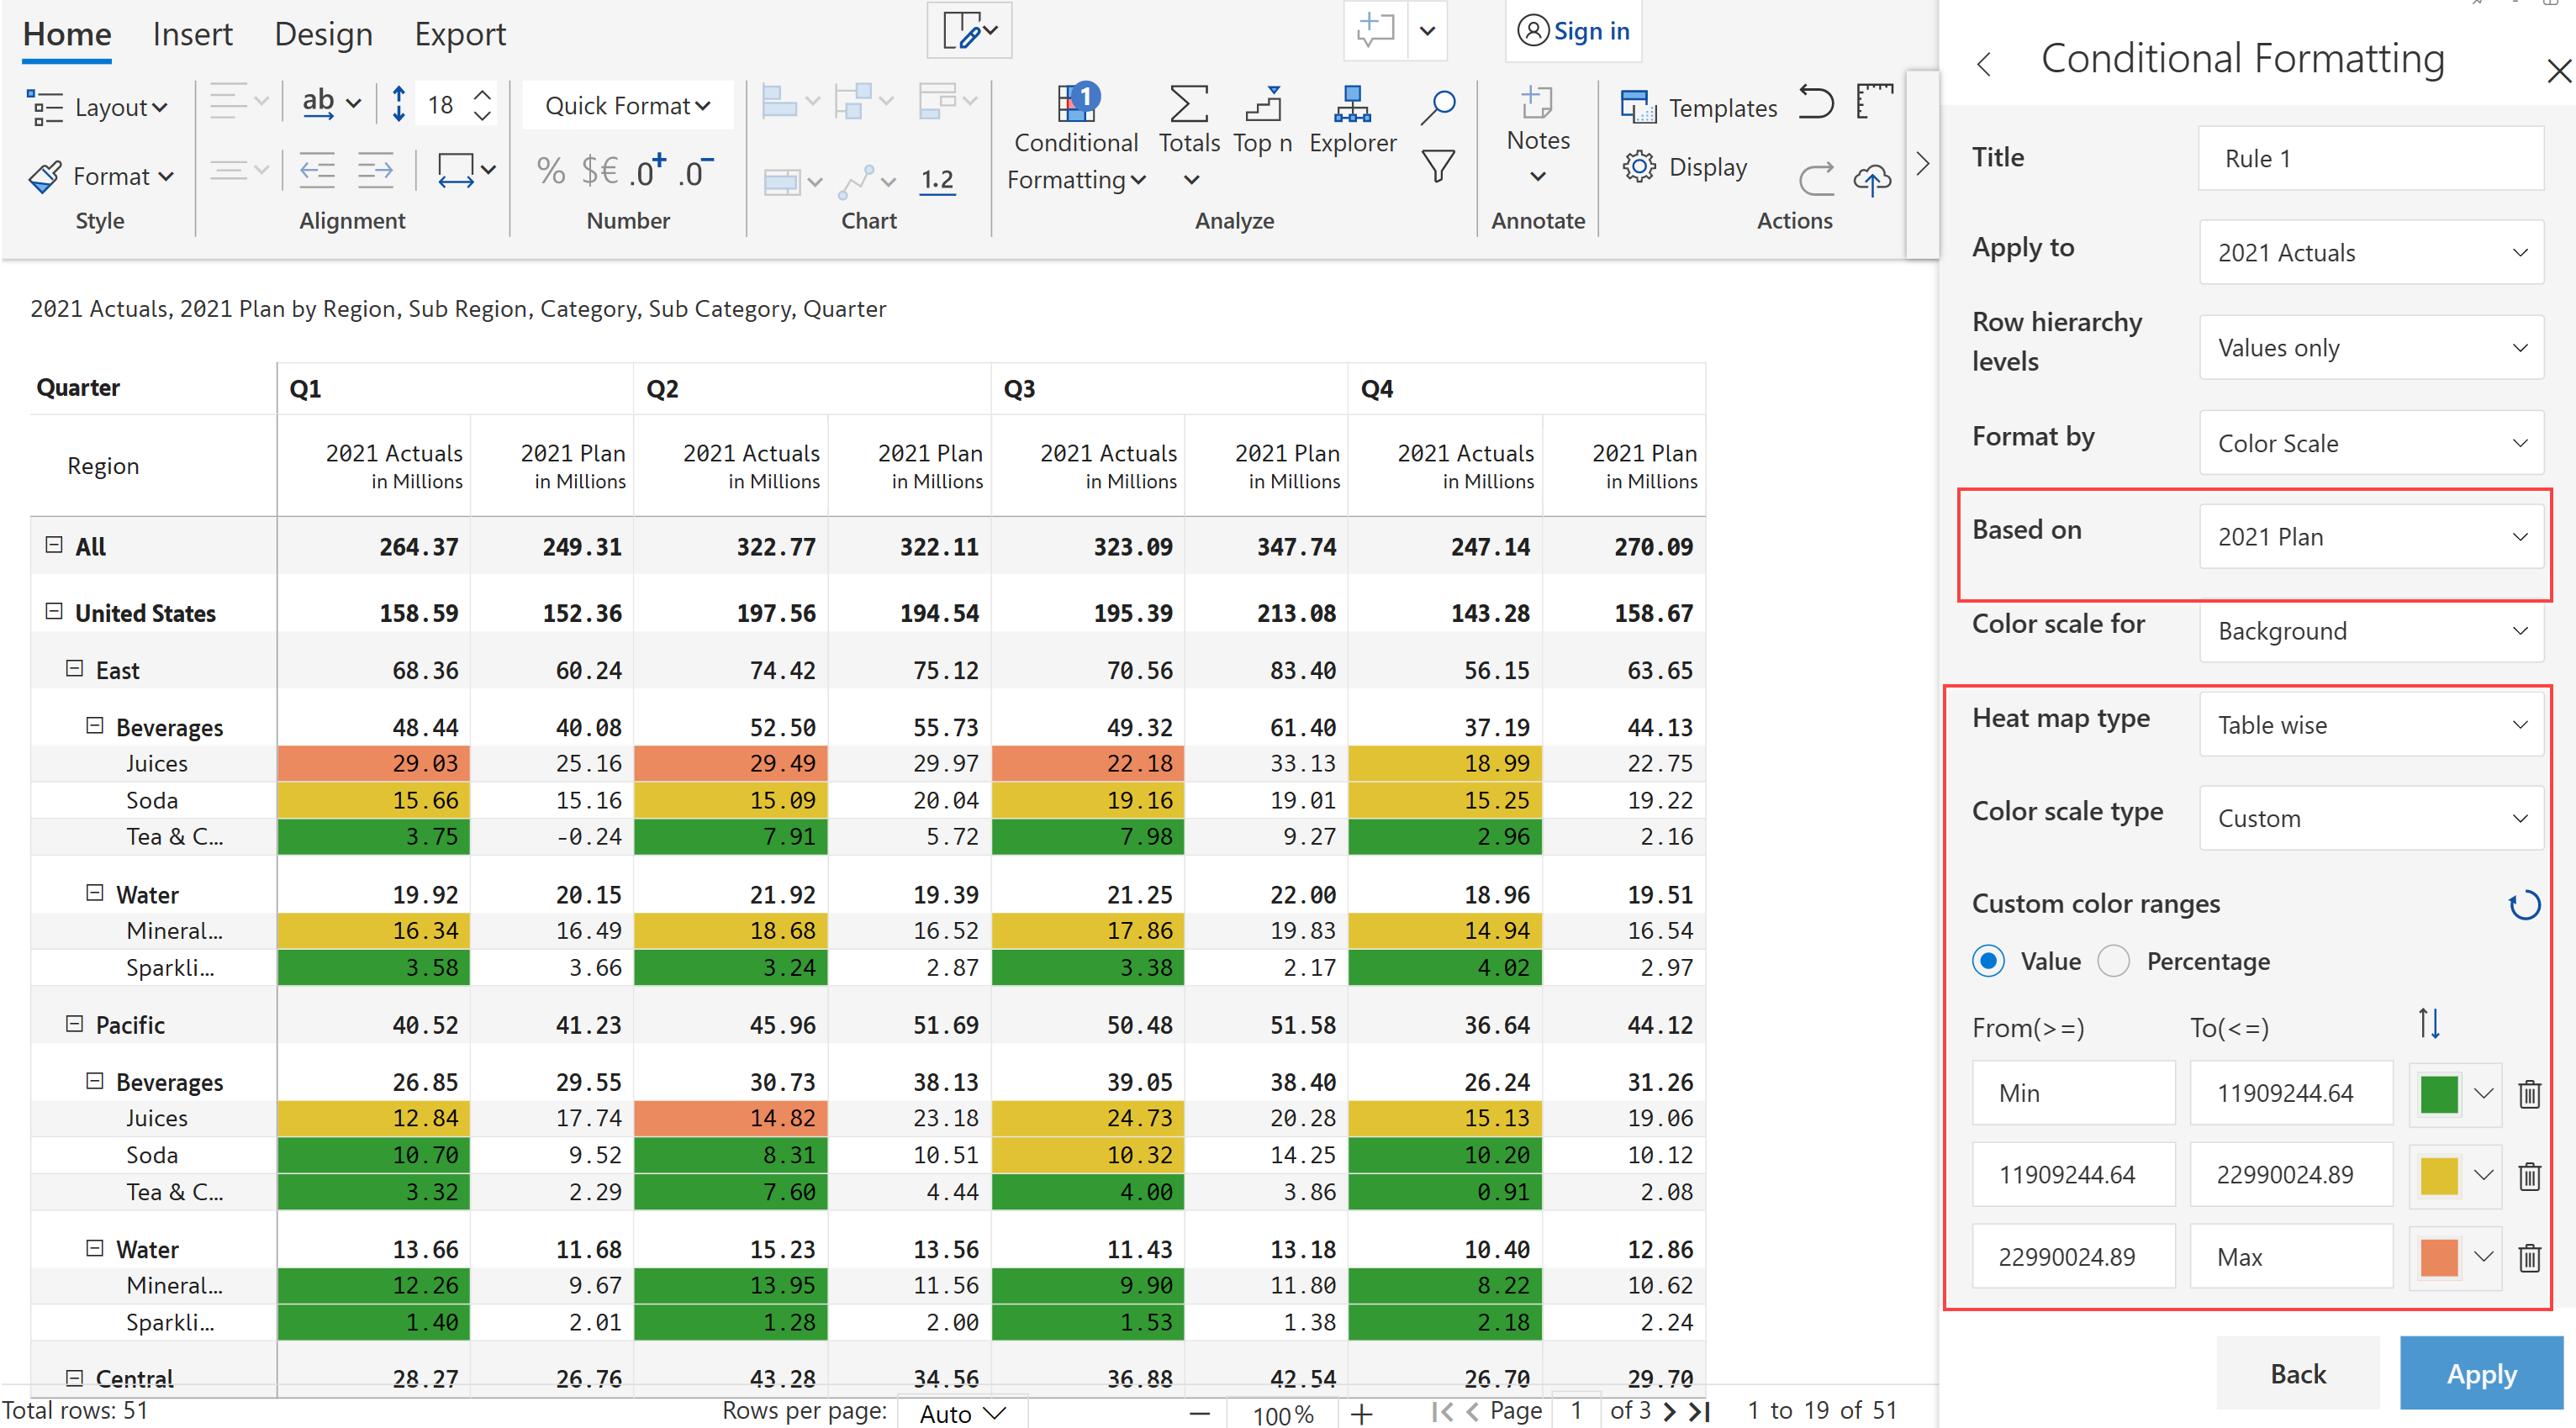 Home Insert Design Export Sign in
Layout ab 18 Quick Format 1 Templates
Conditional Totals Top n Explorer Notes
Format % $€ .0+ .0- 1.2 Formatting Display
Style Alignment Number Chart Analyze Annotate Actions
2021 Actuals, 2021 Plan by Region, Sub Region, Category, Sub Category, Quarter
Quarter Q1 Q2 Q3 Q4
Region 2021 Actuals 2021 Plan 2021 Actuals 2021 Plan 2021 Actuals 2021 Plan 2021 Actuals 2021 Plan
in Millions in Millions in Millions in Millions in Millions in Millions in Millions in Millions
All 264.37 249.31 322.77 322.11 323.09 347.74 247.14 270.09
United States 158.59 152.36 197.56 194.54 195.39 213.08 143.28 158.67
East 68.36 60.24 74.42 75.12 70.56 83.40 56.15 63.65
Beverages 48.44 40.08 52.50 55.73 49.32 61.40 37.19 44.13
Juices 29.03 25.16 29.49 29.97 22.18 33.13 18.99 22.75
Soda 15.66 15.16 15.09 20.04 19.16 19.01 15.25 19.22
Tea & C... 3.75 -0.24 7.91 5.72 7.98 9.27 2.96 2.16
Water 19.92 20.15 21.92 19.39 21.25 22.00 18.96 19.51
Mineral... 16.34 16.49 18.68 16.52 17.86 19.83 14.94 16.54
Sparkli... 3.58 3.66 3.24 2.87 3.38 2.17 4.02 2.97
Pacific 40.52 41.23 45.96 51.69 50.48 51.58 36.64 44.12
Beverages 26.85 29.55 30.73 38.13 39.05 38.40 26.24 31.26
Juices 12.84 17.74 14.82 23.18 24.73 20.28 15.13 19.06
Soda 10.70 9.52 8.31 10.51 10.32 14.25 10.20 10.12
Tea & C... 3.32 2.29 7.60 4.44 4.00 3.86 0.91 2.08
Water 13.66 11.68 15.23 13.56 11.43 13.18 10.40 12.86
Mineral... 12.26 9.67 13.95 11.56 9.90 11.80 8.22 10.62
Sparkli... 1.40 2.01 1.28 2.00 1.53 1.38 2.18 2.24
Central 28.27 26.76 43.28 34.56 36.88 42.54 26.70 29.70
Total rows: 51 Rows per page: Auto 100% Page 1 of 3 1 to 19 of 51
Conditional Formatting
Title Rule 1
Apply to 2021 Actuals
Row hierarchy
levels Values only
Format by Color Scale
Based on 2021 Plan
Color scale for Background
Heat map type Table wise
Color scale type Custom
Custom color ranges
Value Percentage
From(>=) To(<=)
Min 11909244.64
11909244.64 22990024.89
22990024.89 Max
Back Apply